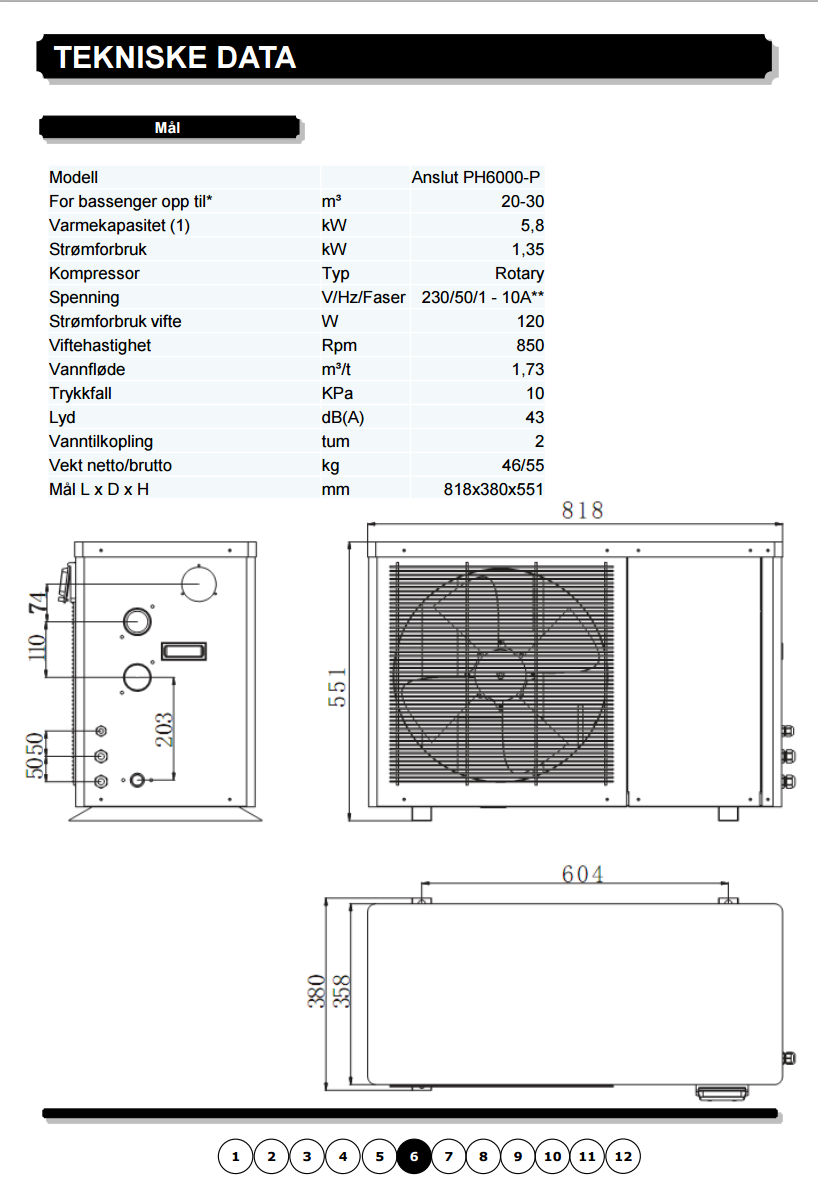 TEKNISKE DATA
Mål
Modell Anslut PH6000-P
For bassenger opp til* m³ 20-30
Varmekapasitet (1) kW 5,8
Strømforbruk kW 1,35
Kompressor Typ Rotary
Spenning V/Hz/Faser 230/50/1 - 10A**
Strømforbruk vifte W 120
Viftehastighet Rpm 850
Vannfløde m³/t 1,73
Trykkfall KPa 10
Lyd dB(A) 43
Vanntilkopling tum 2
Vekt netto/brutto kg 46/55
Mål L x D x H mm 818x380x551
818
74
110
203
50
50
551
604
380
358
1 2 3 4 5 6 7 8 9 10 11 12